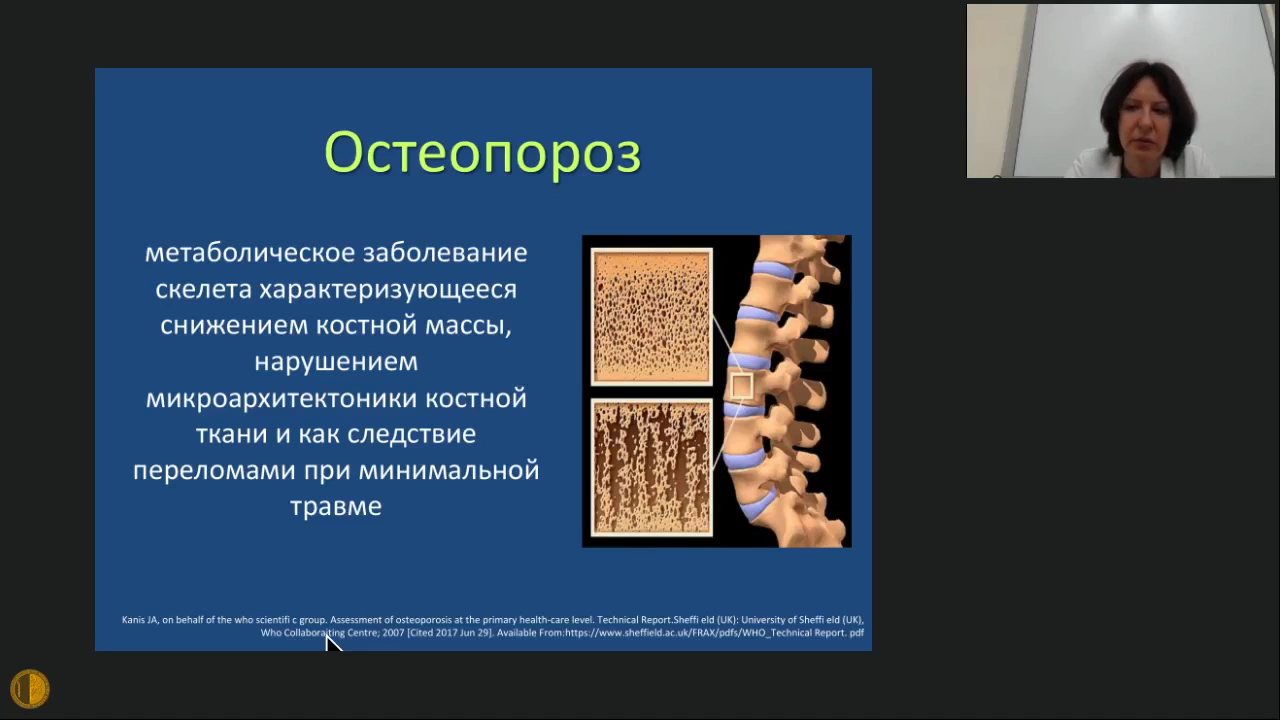 Остеопороз
метаболическое заболевание
скелета характеризующееся
снижением костной массы,
нарушением
микроархитектоники костной
ткани и как следствие
переломами при минимальной
травме
Kanis JA, on behalf of the who scientifi c group. Assessment of osteoporosis at the primary health-care level. Technical Report.Sheffi eld (UK): University of Sheffi eld (UK),
Who Collaboraiting Centre; 2007 [Cited 2017 Jun 29]. Available From:https://www.sheffield.ac.uk/FRAX/pdfs/WHO_Technical Report. pdf